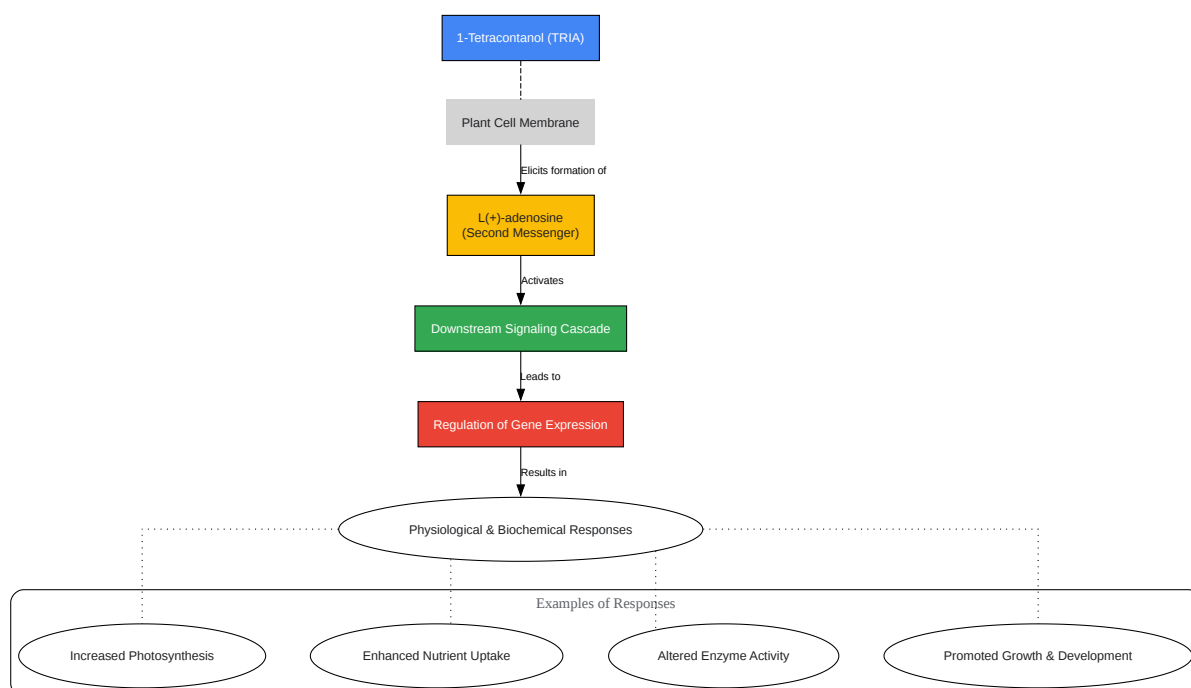 1-Tetracontanol (TRIA)
Plant Cell Membrane
Elicits formation of
L(+)-adenosine
(Second Messenger)
Activates
Downstream Signaling Cascade
Leads to
Regulation of Gene Expression
Results in
Physiological & Biochemical Responses
Examples of Responses
Increased Photosynthesis
Enhanced Nutrient Uptake
Altered Enzyme Activity
Promoted Growth & Development